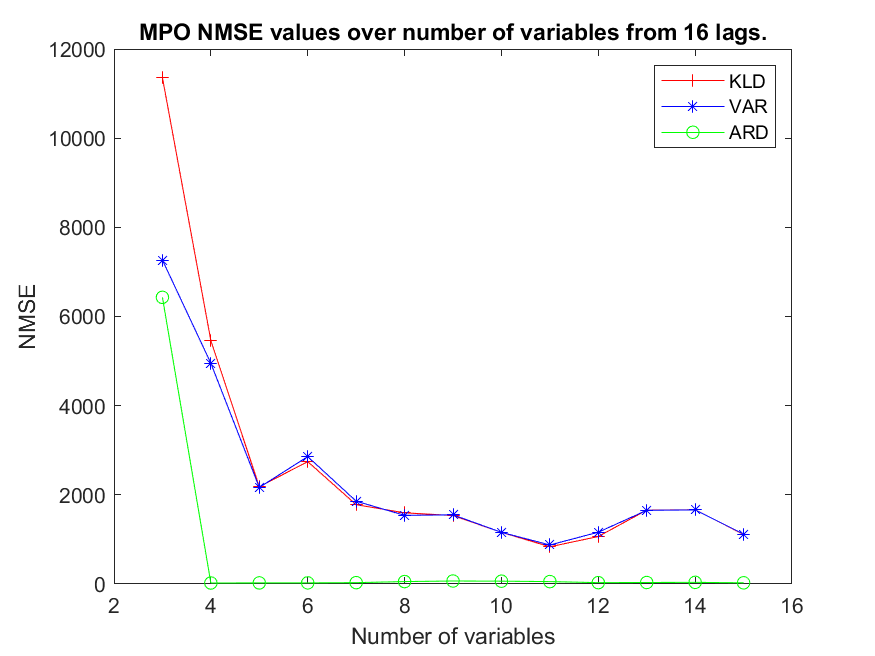 MPO NMSE values over number of variables from 16 lags.
12000
10000
8000
6000
4000
2000
0
NMSE
KLD
VAR
ARD
2 4 6 8 10 12 14 16
Number of variables